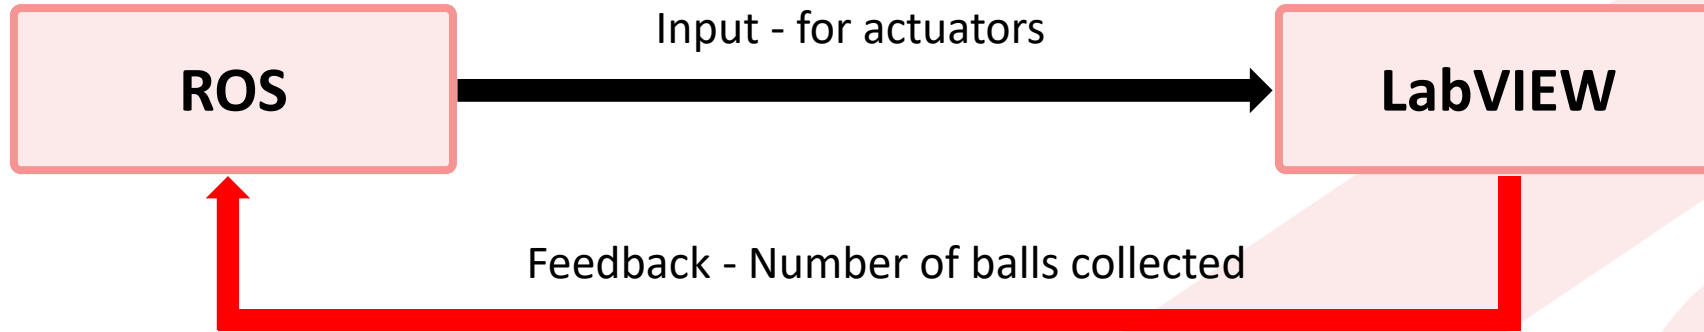 Input - for actuators
ROS
LabVIEW
Feedback - Number of balls collected